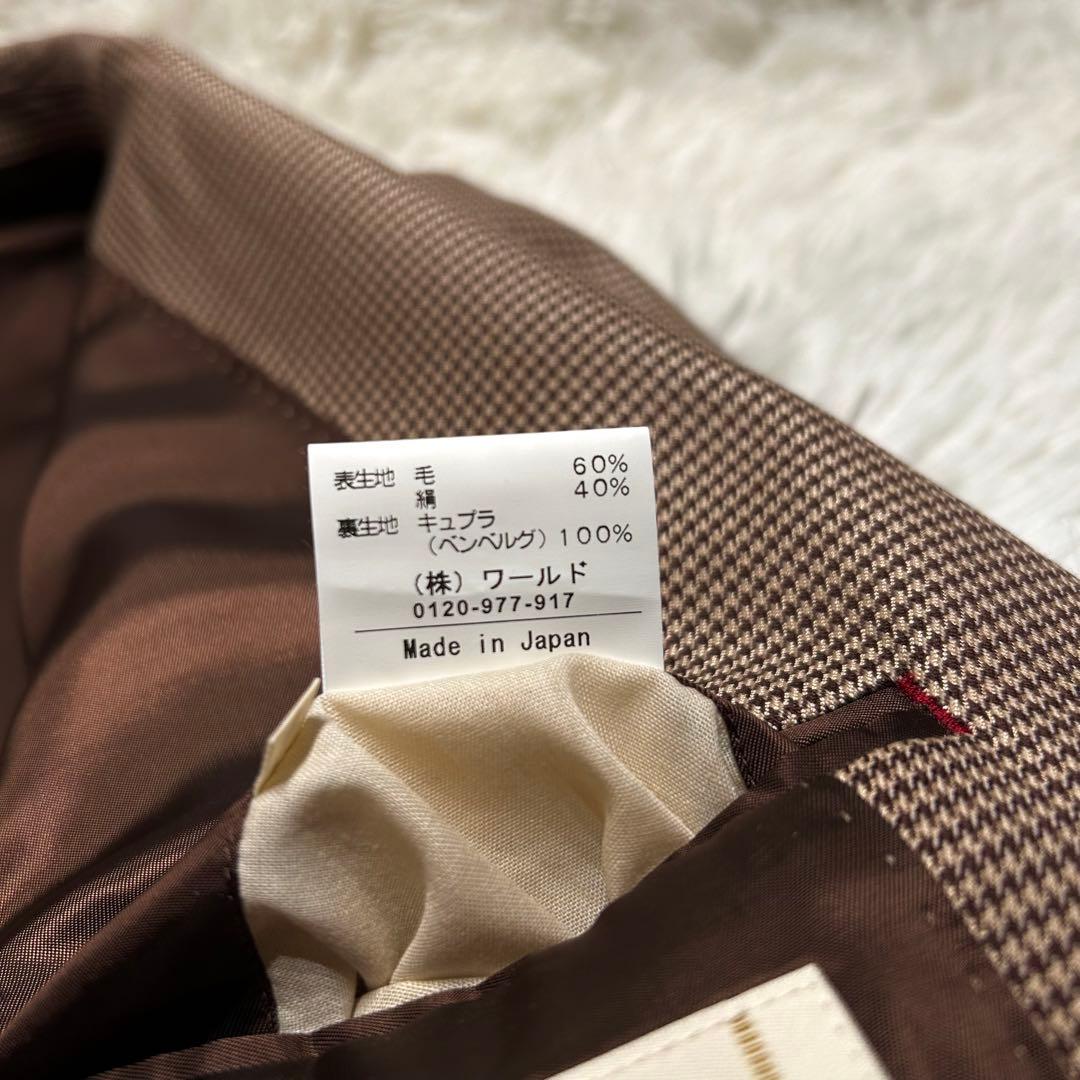 表生地 毛 60%
絹 40%
裏生地 キュプラ
(ベンベルグ) 100%
(株) ワールド
0120-977-917
Made in Japan